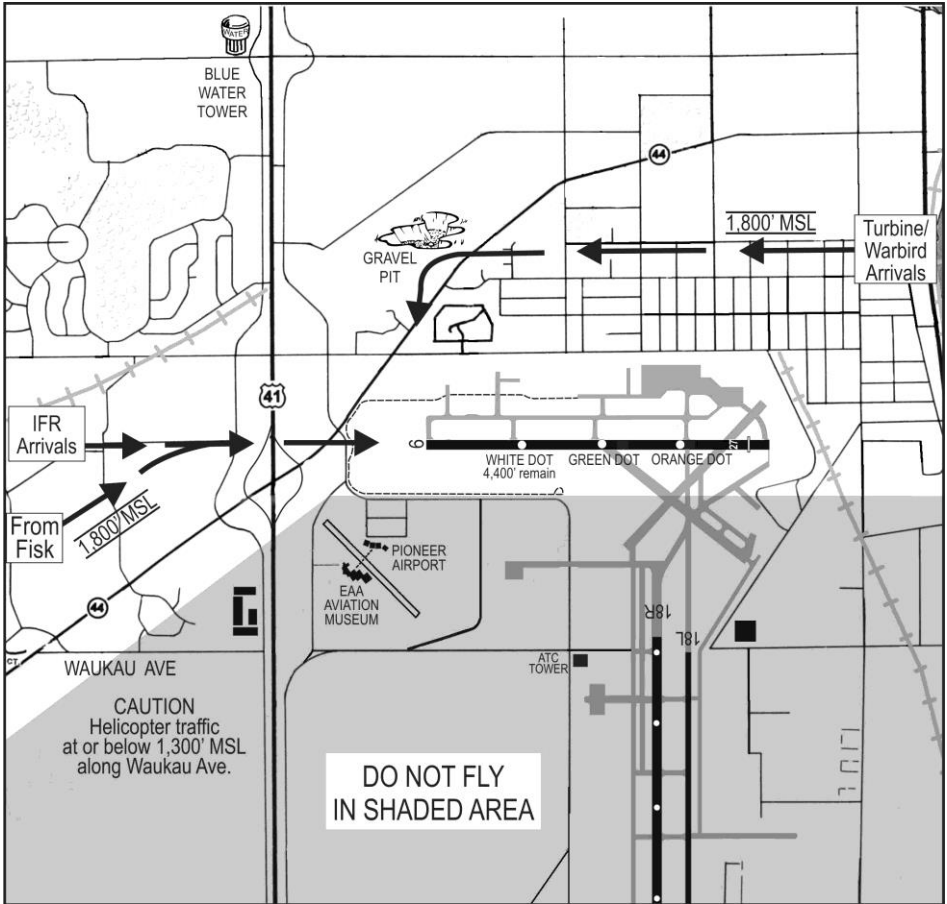 WATER
BLUE
WATER
TOWER
44
1,800' MSL
Turbine/
Warbird
Arrivals
GRAVEL
PIT
41
IFR
Arrivals
9
27
WHITE DOT
4,400' remain
GREEN DOT
ORANGE DOT
From
Fisk
1,800' MSL
PIONEER
AIRPORT
EAA
AVIATION
MUSEUM
44
18R
18L
CT.
WAUKAU AVE
ATC
TOWER
CAUTION
Helicopter traffic
at or below 1,300' MSL
along Waukau Ave.
DO NOT FLY
IN SHADED AREA